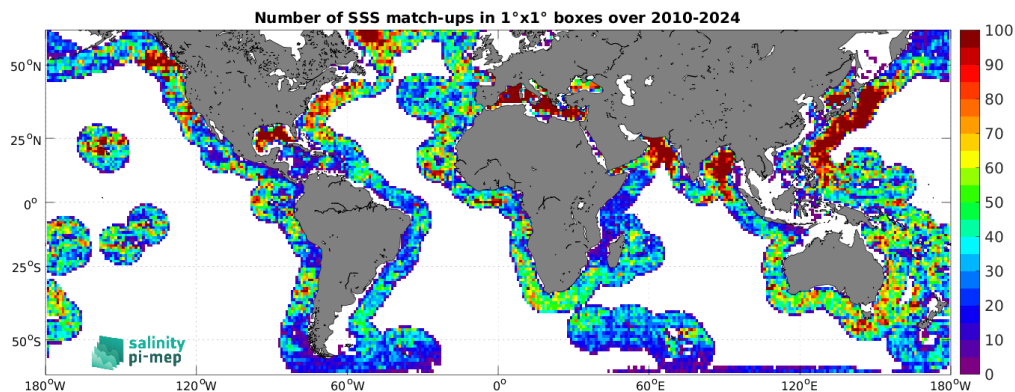 Number of SSS match-ups in 1°x1° boxes over 2010-2024
50°N
25°N
0°
25°S
50°S
180°W
120°W
60°W
0°
60°E
120°E
180°E
100
90
80
70
60
50
40
30
20
10
0
salinity
pi-mep